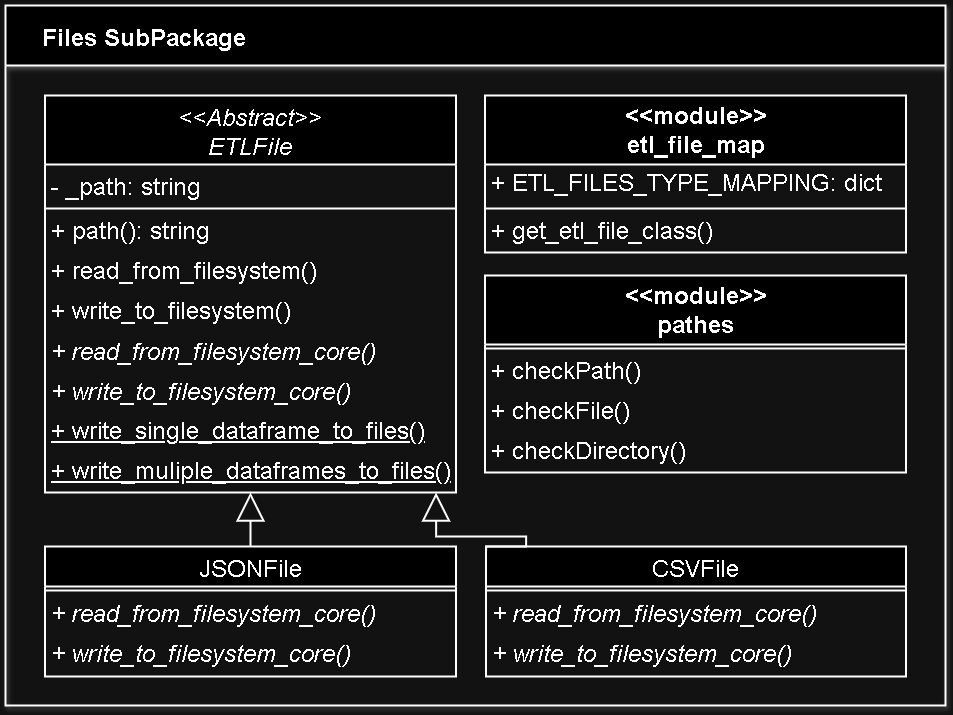 Files SubPackage
<<Abstract>>
ETLFile
- _path: string
+ path(): string
+ read_from_filesystem()
+ write_to_filesystem()
+ read_from_filesystem_core()
+ write_to_filesystem_core()
+ write_single_dataframe_to_files()
+ write_muliple_dataframes_to_files()
<<module>>
etl_file_map
+ ETL_FILES_TYPE_MAPPING: dict
+ get_etl_file_class()
<<module>>
pathes
+ checkPath()
+ checkFile()
+ checkDirectory()
JSONFile
+ read_from_filesystem_core()
+ write_to_filesystem_core()
CSVFile
+ read_from_filesystem_core()
+ write_to_filesystem_core()